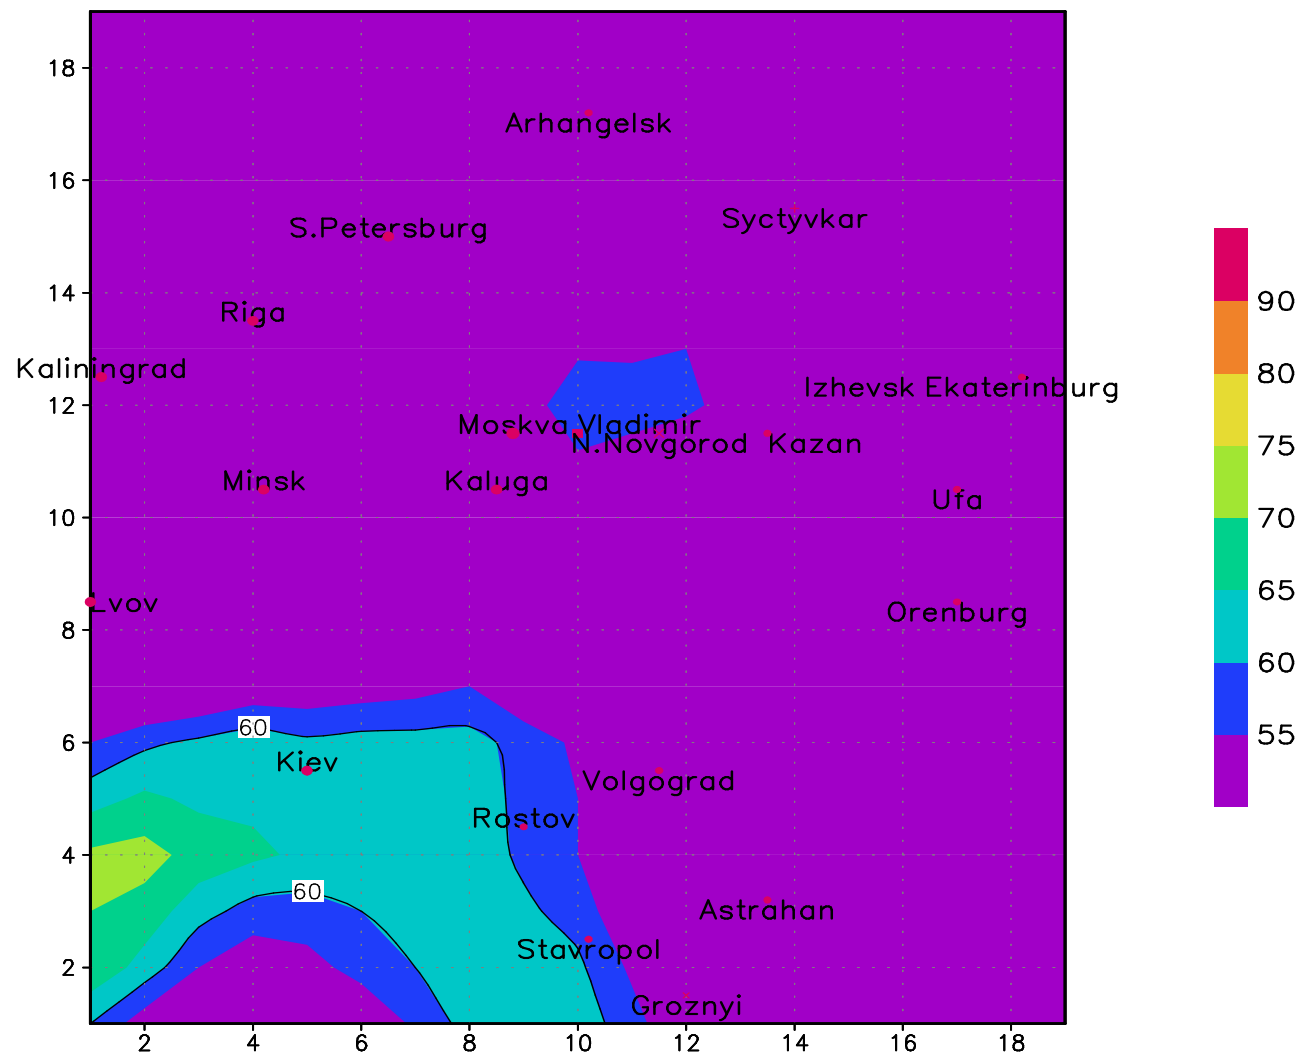 18
Arhangelsk
16
S.Petersburg
Syctyvkar
14
Riga
90
Kaliningrad
80
Izhevsk Ekaterinburg
12
Moskva Vladimir
N.Novgorod Kazan
75
Minsk
Kaluga
Ufa
10
70
65
Lvov
Orenburg
8
60
60
6
55
Kiev
Volgograd
Rostov
4
60
Astrahan
Stavropol
2
Groznyi
2 4 6 8 10 12 14 16 18